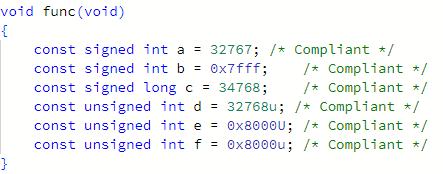 void func(void)
{
    const signed int a = 32767; /* Compliant */
    const signed int b = 0x7fff;     /* Compliant */
    const signed long c = 34768;     /* Compliant */
    const unsigned int d = 32768u; /* Compliant */
    const unsigned int e = 0x8000U; /* Compliant */
    const unsigned int f = 0x8000u; /* Compliant */
}